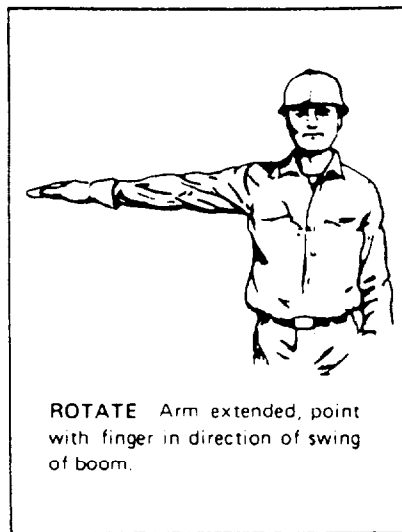 ROTATE Arm extended, point
with finger in direction of swing
of boom.